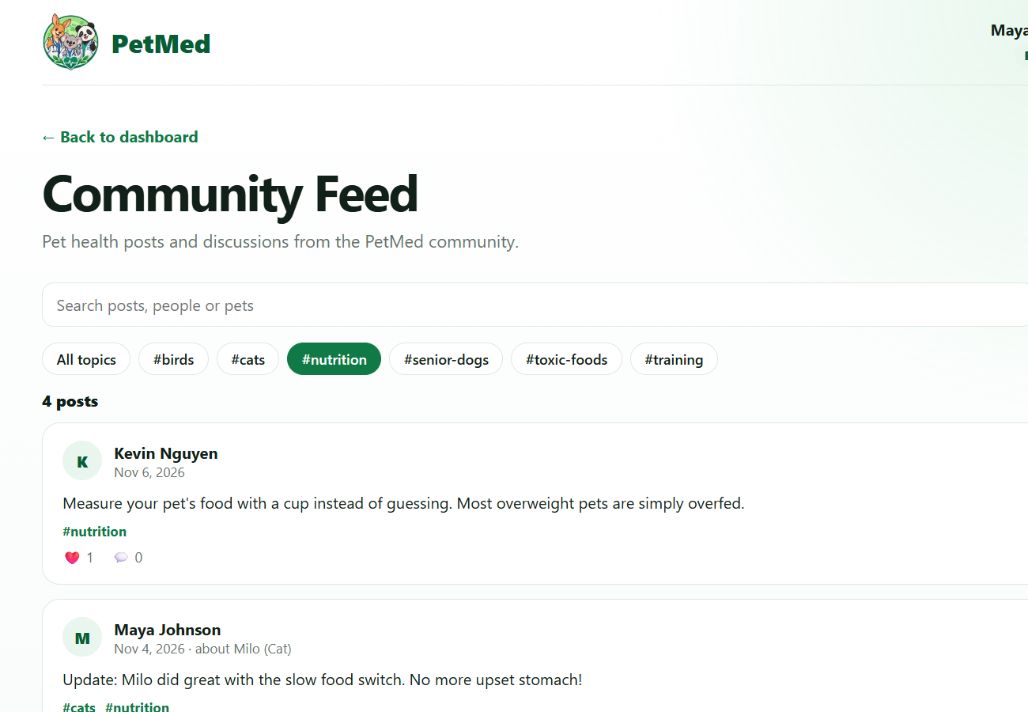 PetMed
Maya
← Back to dashboard
Community Feed
Pet health posts and discussions from the PetMed community.
Search posts, people or pets
All topics #birds #cats #nutrition #senior-dogs #toxic-foods #training
4 posts
K
Kevin Nguyen
Nov 6, 2026
Measure your pet's food with a cup instead of guessing. Most overweight pets are simply overfed.
#nutrition
1 0
M
Maya Johnson
Nov 4, 2026 · about Milo (Cat)
Update: Milo did great with the slow food switch. No more upset stomach!
#cats #nutrition